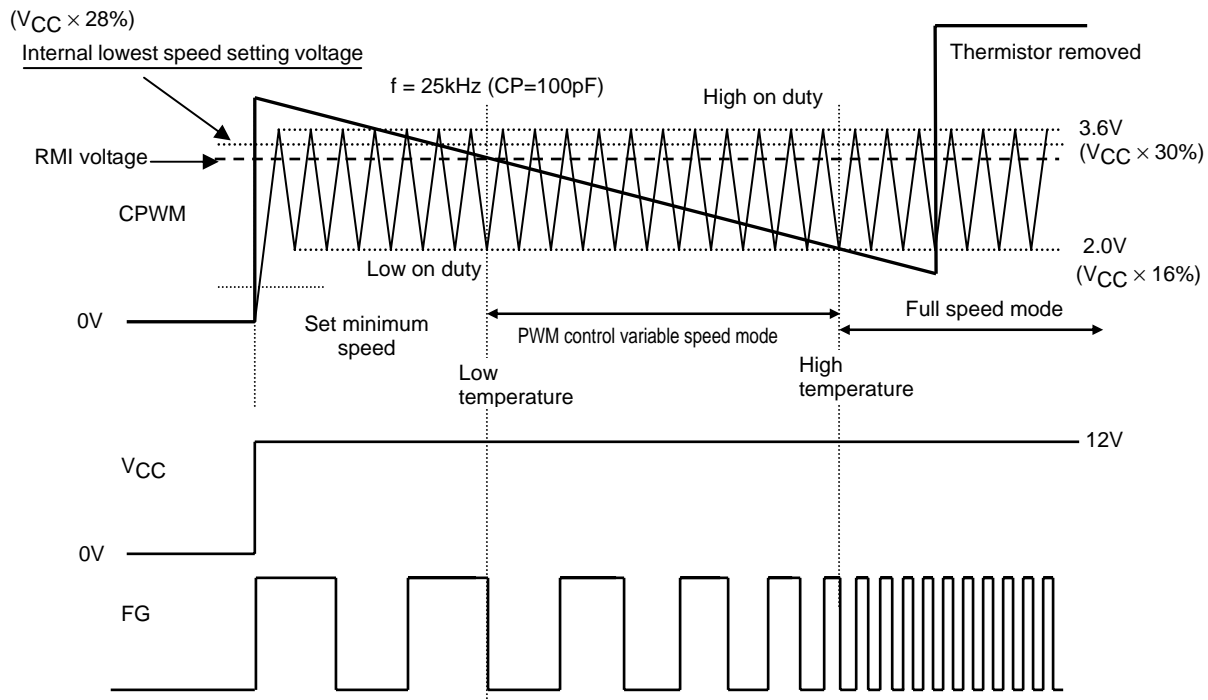 (VCC × 28%)
Internal lowest speed setting voltage
Thermistor removed
f = 25kHz (CP=100pF)
High on duty
3.6V
(VCC × 30%)
RMI voltage
CPWM
Low on duty
2.0V
(VCC × 16%)
0V
Set minimum
speed
PWM control variable speed mode
Full speed mode
Low
temperature
High
temperature
12V
VCC
0V
FG